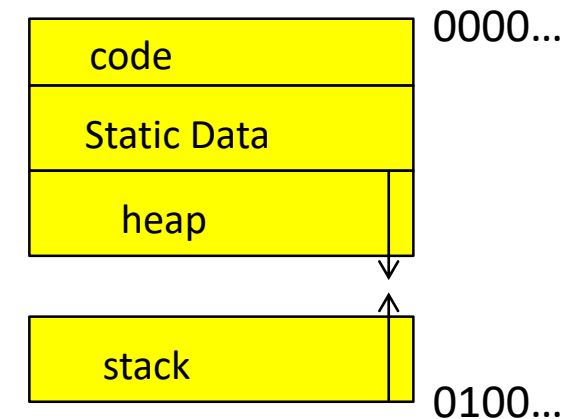 0000…
code
Static Data
heap
stack
0100…